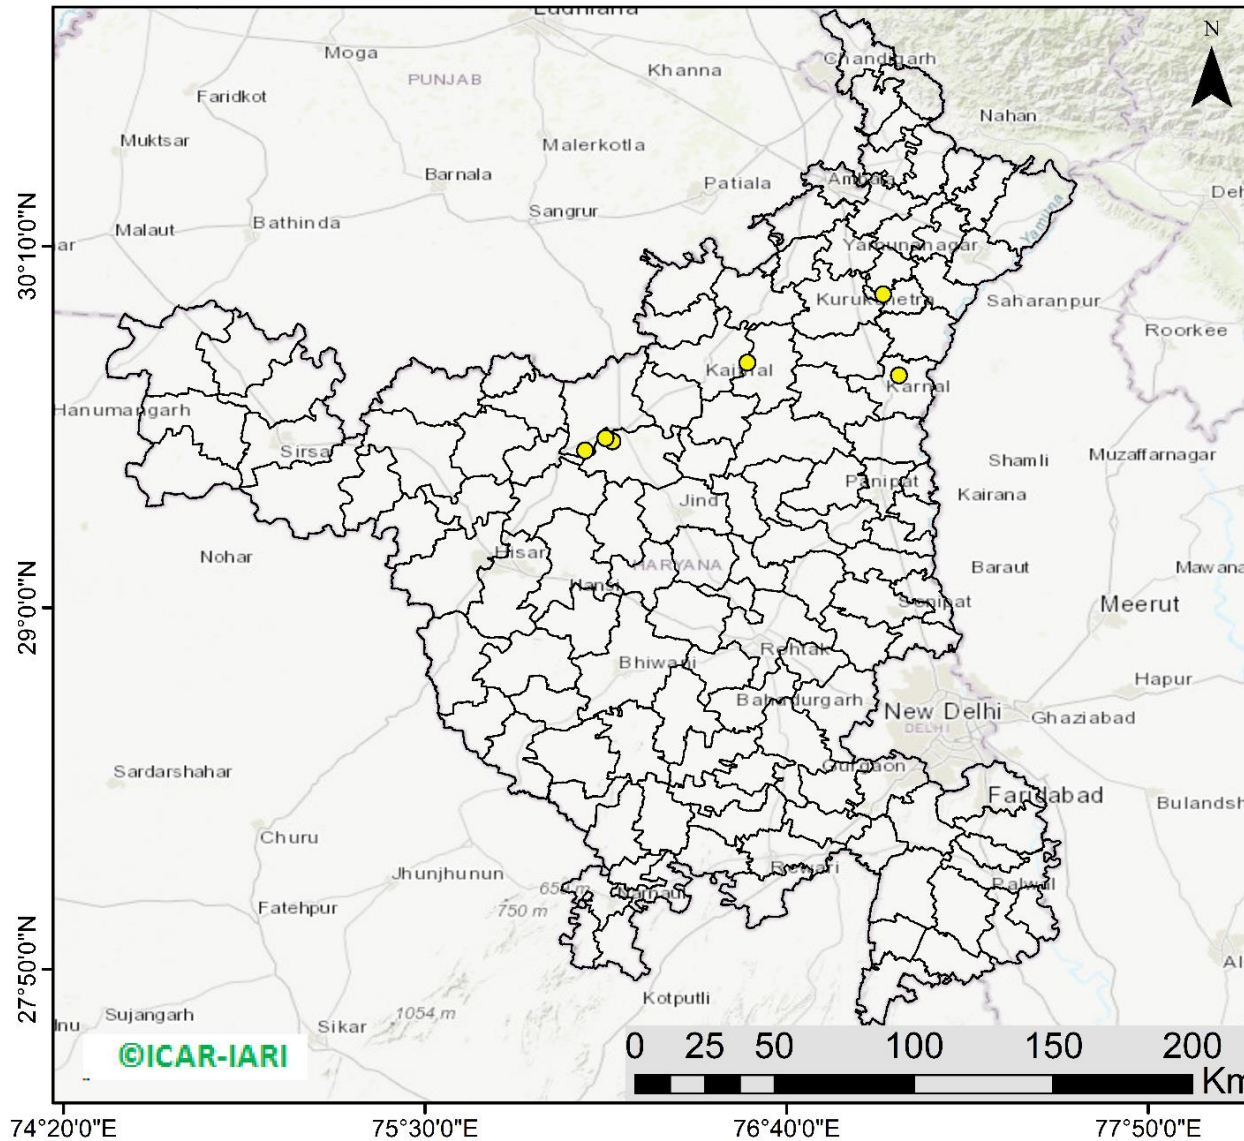 Ludhiana
N
Moga
Chandigarh
Khanna
PUNJAB
Faridkot
Nahan
Muktsar
Malerkotla
Barnala
Patiala
Ambala
Deh
Sangrur
Malaut
Bathinda
Yamuna
ar
Yamunanagar
30°10'0"N
Kurukshetra
Saharanpur
Roorkee
Kaithal
Karnal
Hanumangarh
Sirsa
Muzaffarnagar
Shamli
Panipat
Kairana
Jind
Nohar
Hisar
HARYANA
Baraut
Mawana
Hansi
29°0'0"N
Sonipat
Meerut
Rohtak
Bhiwani
Hapur
Bahadurgarh
New Delhi
Ghaziabad
DELHI
Gurgaon
Sardarshahar
Faridabad
Bulandsh
Churu
Rewari
Jhunjhunun
Palwal
650 m
Narnaul
Fatehpur
750 m
27°50'0"N
Al
Kotputli
Sujangarh
1054 m
Sikar
©ICAR-IARI
0 25 50 100 150 200
Km
74°20'0"E 75°30'0"E 76°40'0"E 77°50'0"E